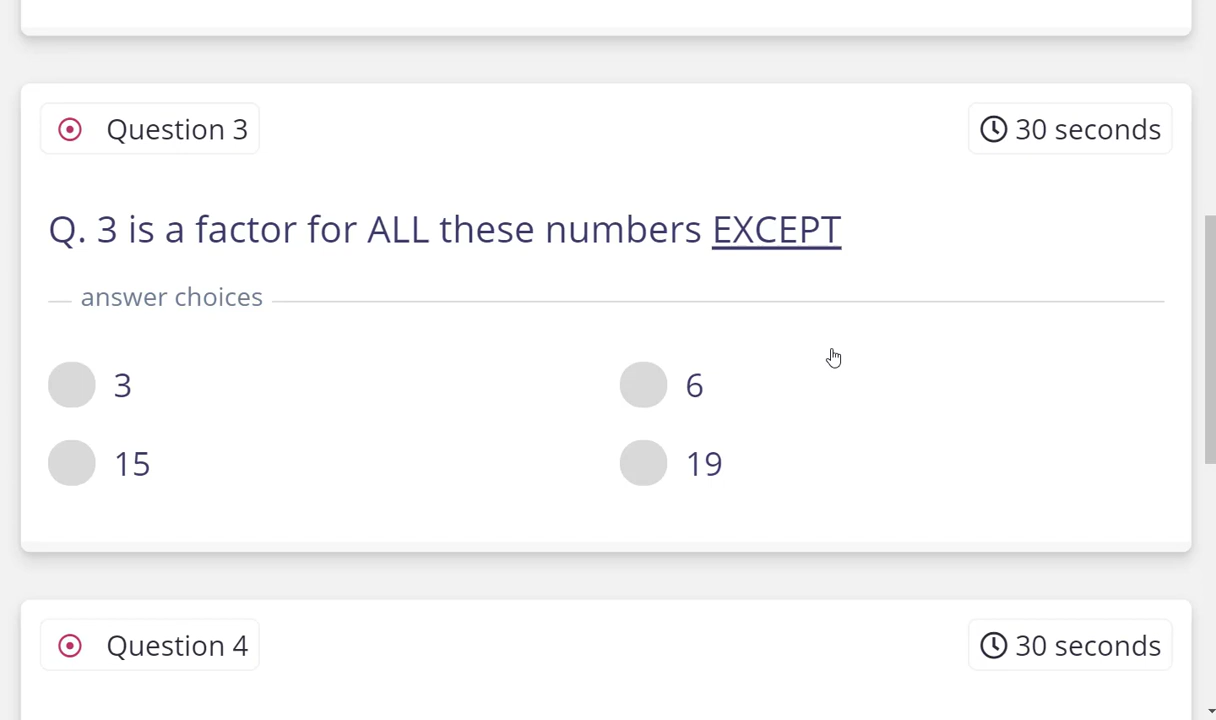 Question 3
30 seconds
Q. 3 is a factor for ALL these numbers EXCEPT
answer choices
3
6
15
19
Question 4
30 seconds